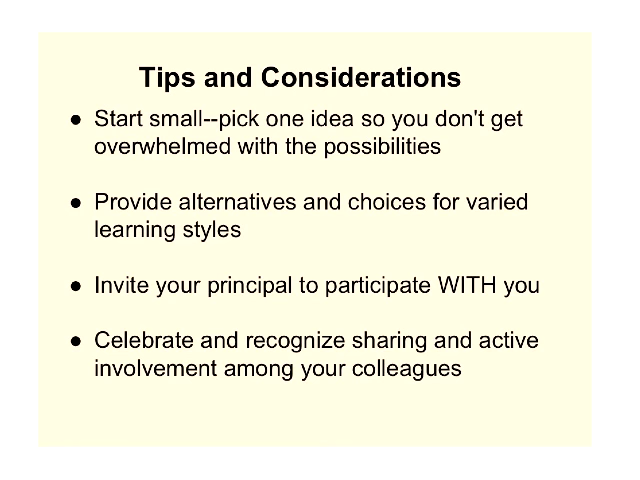 Tips and Considerations
● Start small--pick one idea so you don't get
overwhelmed with the possibilities
● Provide alternatives and choices for varied
learning styles
● Invite your principal to participate WITH you
● Celebrate and recognize sharing and active
involvement among your colleagues